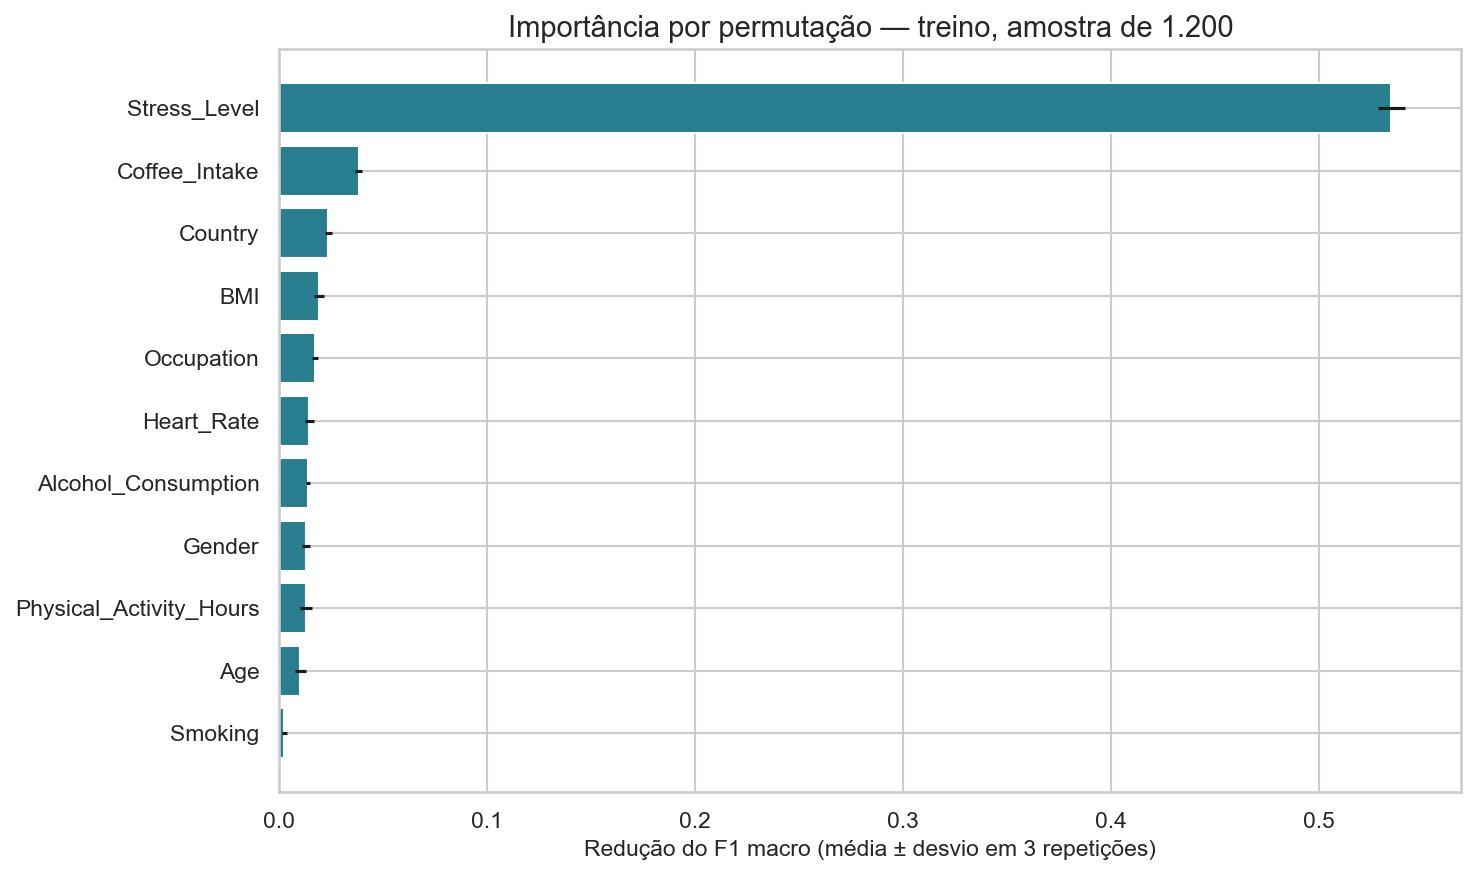 Importância por permutação — treino, amostra de 1.200
Stress_Level
Coffee_Intake
Country
BMI
Occupation
Heart_Rate
Alcohol_Consumption
Gender
Physical_Activity_Hours
Age
Smoking
0.0 0.1 0.2 0.3 0.4 0.5
Redução do F1 macro (média ± desvio em 3 repetições)